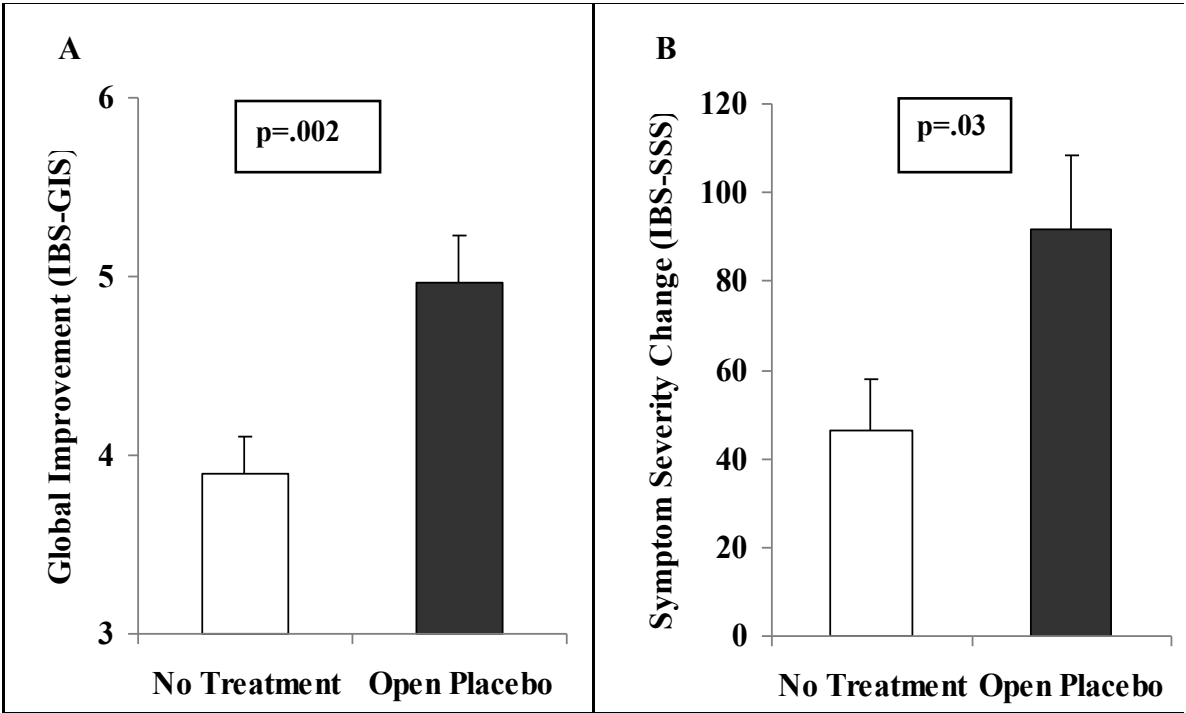 A
Global Improvement (IBS-GIS)
6
5
4
3
p=.002
No Treatment
Open Placebo
B
Symptom Severity Change (IBS-SSS)
120
100
80
60
40
20
0
p=.03
No Treatment
Open Placebo